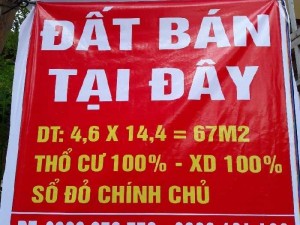 ĐẤT BÁN
TẠI ĐÂY
DT: 4,6 X 14,4 = 67M2
THỔ CƯ 100% - XD 100%
SỔ ĐỎ CHÍNH CHỦ